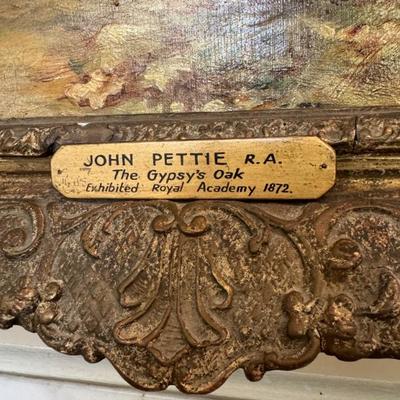 JOHN PETTIE R.A.
The Gypsy's Oak
Exhibited Royal Academy 1872.